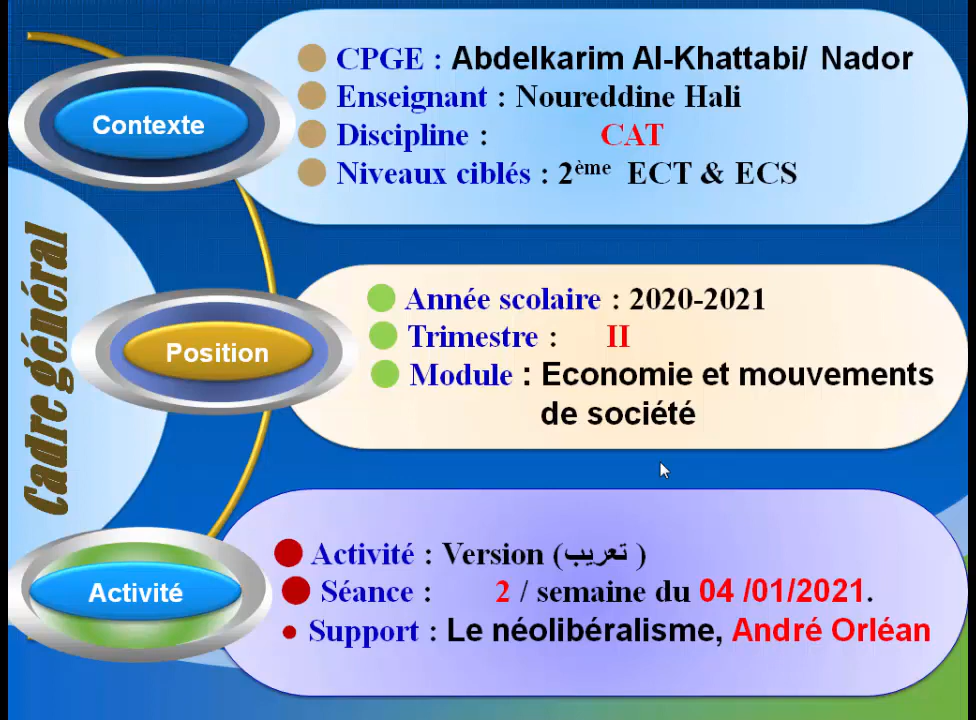 Cadre général
Contexte
CPGE : Abdelkarim Al-Khattabi/ Nador
Enseignant : Noureddine Hali
Discipline : CAT
Niveaux ciblés : 2ème ECT & ECS
Position
Année scolaire : 2020-2021
Trimestre : II
Module : Economie et mouvements
de société
Activité
Activité : Version (تعريب )
Séance : 2 / semaine du 04 /01/2021.
Support : Le néolibéralisme, André Orléan